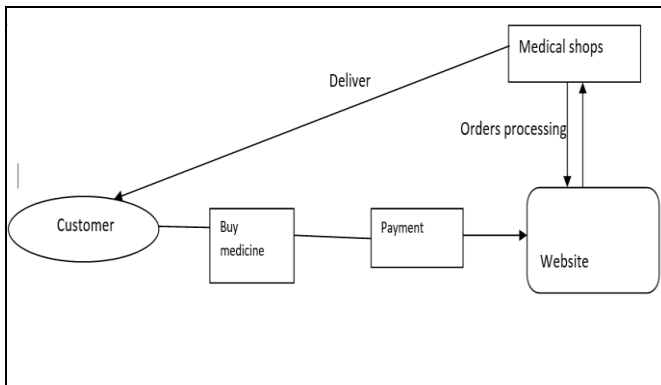 Medical shops
Deliver
Orders processing
Customer
Buy
medicine
Payment
Website